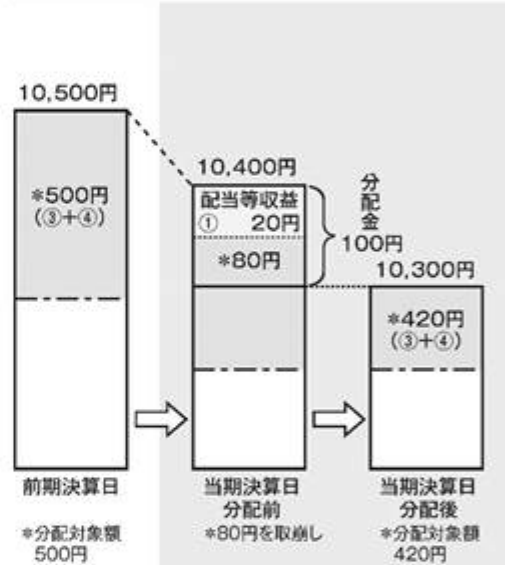 10,500円
*500円
(③+④)
10,400円
配当等収益
① 20円
*80円
分配金
100円
10,300円
*420円
(③+④)
前期決算日
*分配対象額
500円
当期決算日
分配前
*80円を取崩し
当期決算日
分配後
*分配対象額
420円